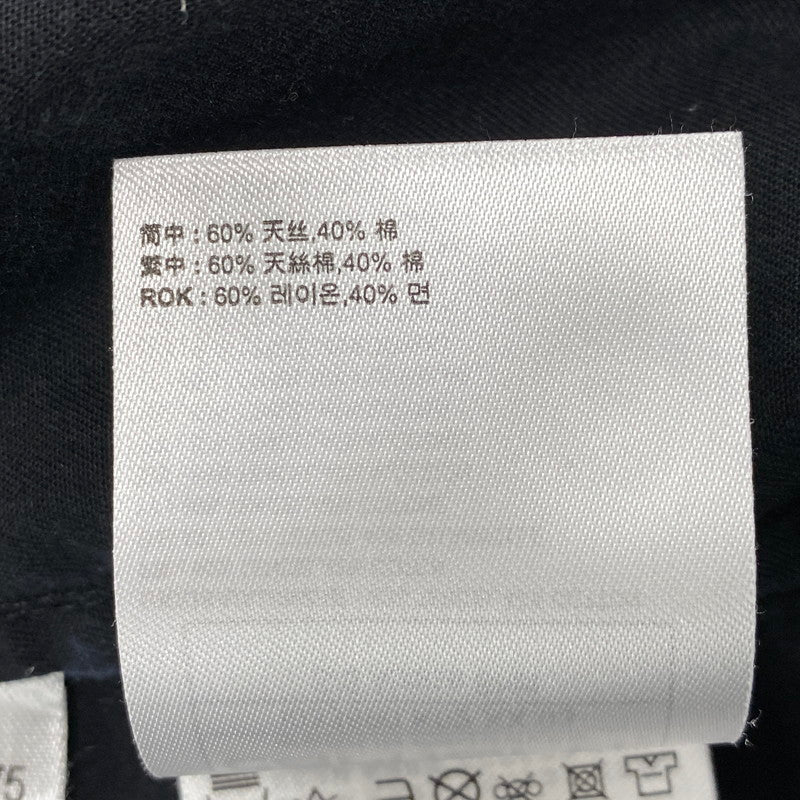 简中 : 60% 天丝,40% 棉
繁中 : 60% 天絲棉,40% 棉
ROK : 60% 레이온,40% 면